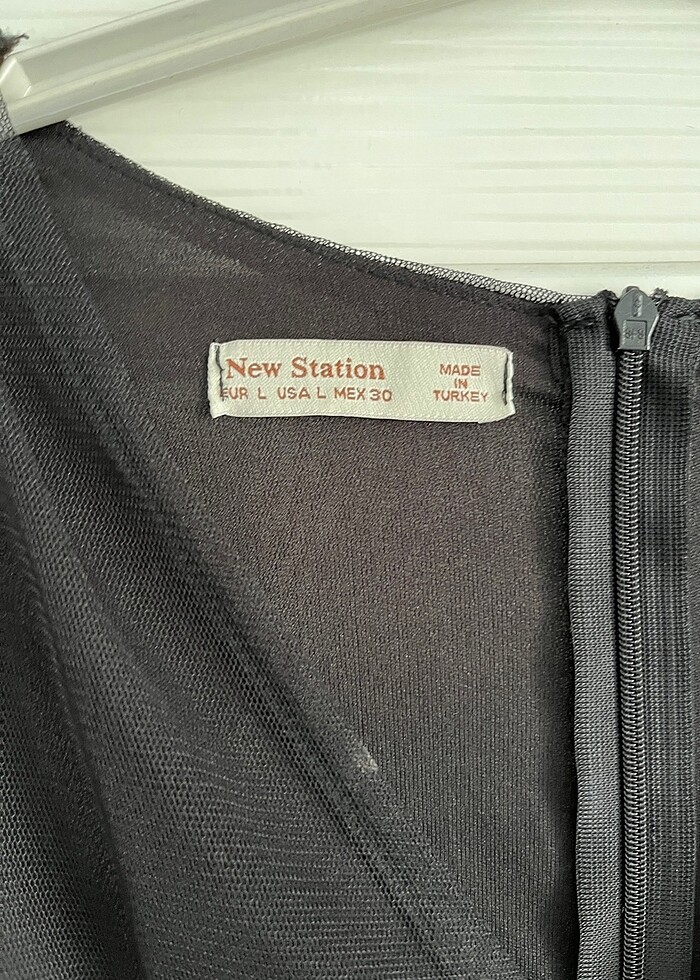 New Station
EUR L USA L MEX 30
MADE
IN
TURKEY